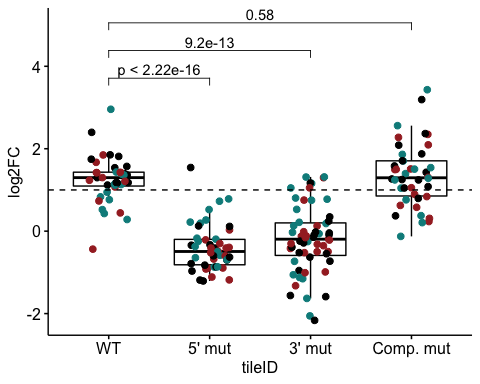 0.58
9.2e-13
p < 2.22e-16
log2FC
4
2
0
-2
WT
5' mut
3' mut
Comp. mut
tileID